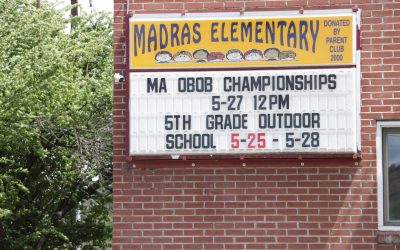 MADRAS ELEMENTARY
DONATED
BY
PARENT
CLUB
2000
MA OBOB CHAMPIONSHIPS
5-27 12PM
5TH GRADE OUTDOOR
SCHOOL 5-25 - 5-28